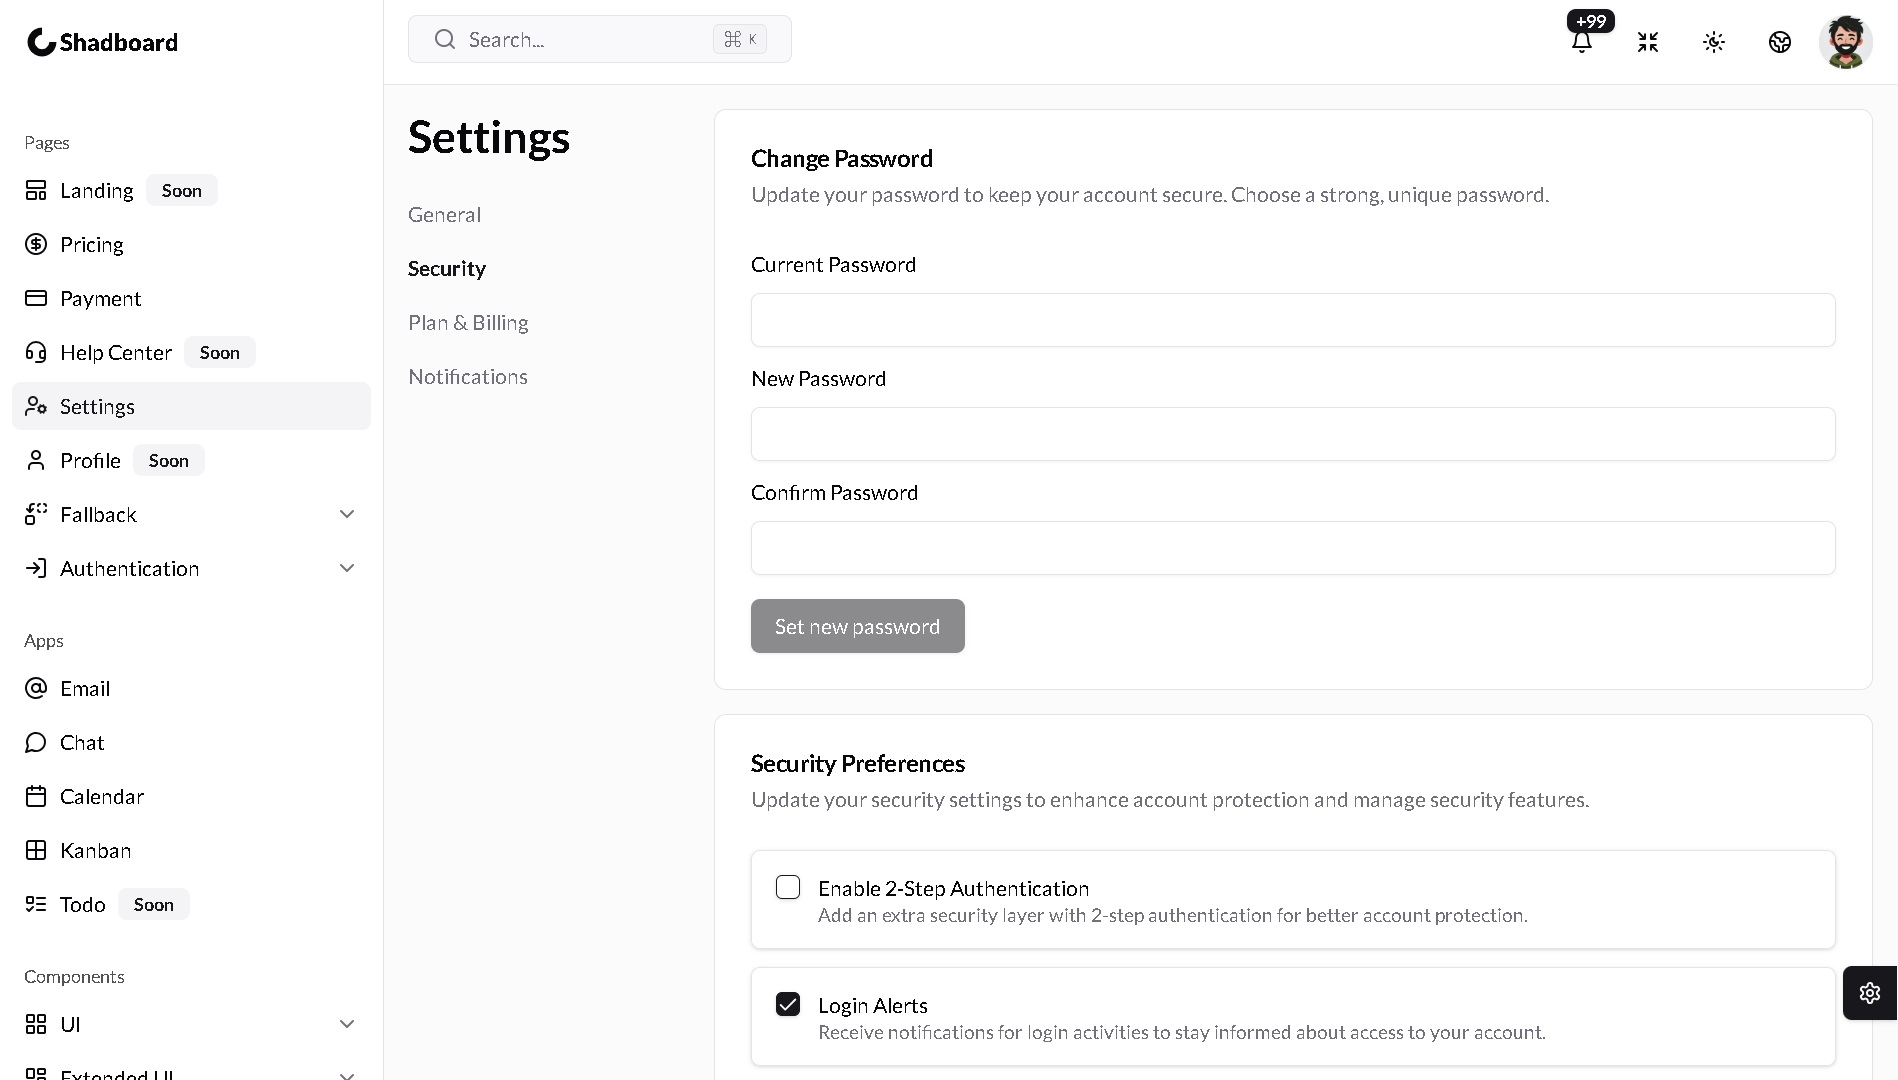 Shadboard
Search...
⌘ K
+99
Pages
Landing Soon
Pricing
Payment
Help Center Soon
Settings
Profile Soon
Fallback
Authentication
Apps
Email
Chat
Calendar
Kanban
Todo Soon
Components
UI
Extended UI
Settings
General
Security
Plan & Billing
Notifications
Change Password
Update your password to keep your account secure. Choose a strong, unique password.
Current Password
New Password
Confirm Password
Set new password
Security Preferences
Update your security settings to enhance account protection and manage security features.
Enable 2-Step Authentication
Add an extra security layer with 2-step authentication for better account protection.
Login Alerts
Receive notifications for login activities to stay informed about access to your account.